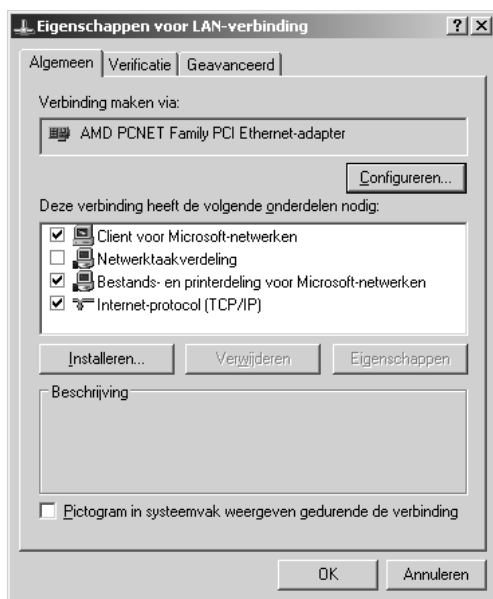 Eigenschappen voor LAN-verbinding
Algemeen Verificatie Geavanceerd
Verbinding maken via:
AMD PCNET Family PCI Ethernet-adapter
Configureren...
Deze verbinding heeft de volgende onderdelen nodig:
Client voor Microsoft-netwerken
Netwerktaakverdeling
Bestands- en printerdeling voor Microsoft-netwerken
Internet-protocol (TCP/IP)
Installeren... Verwijderen Eigenschappen
Beschrijving
Pictogram in systeemvak weergeven gedurende de verbinding
OK Annuleren